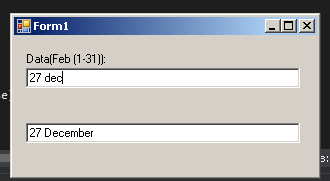 Form1
Data(Feb (1-31)):
27 dec
e
27 December
s: